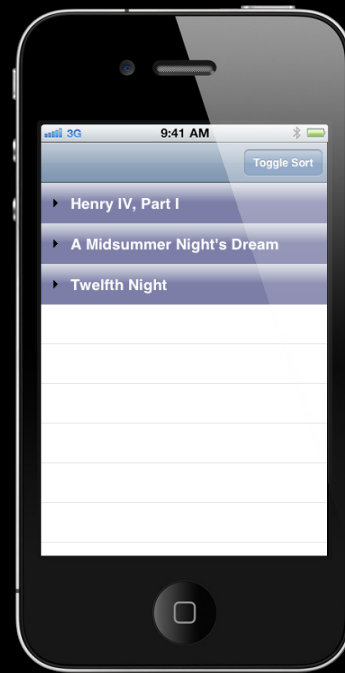 3G 9:41 AM
Toggle Sort
Henry IV, Part I
A Midsummer Night's Dream
Twelfth Night